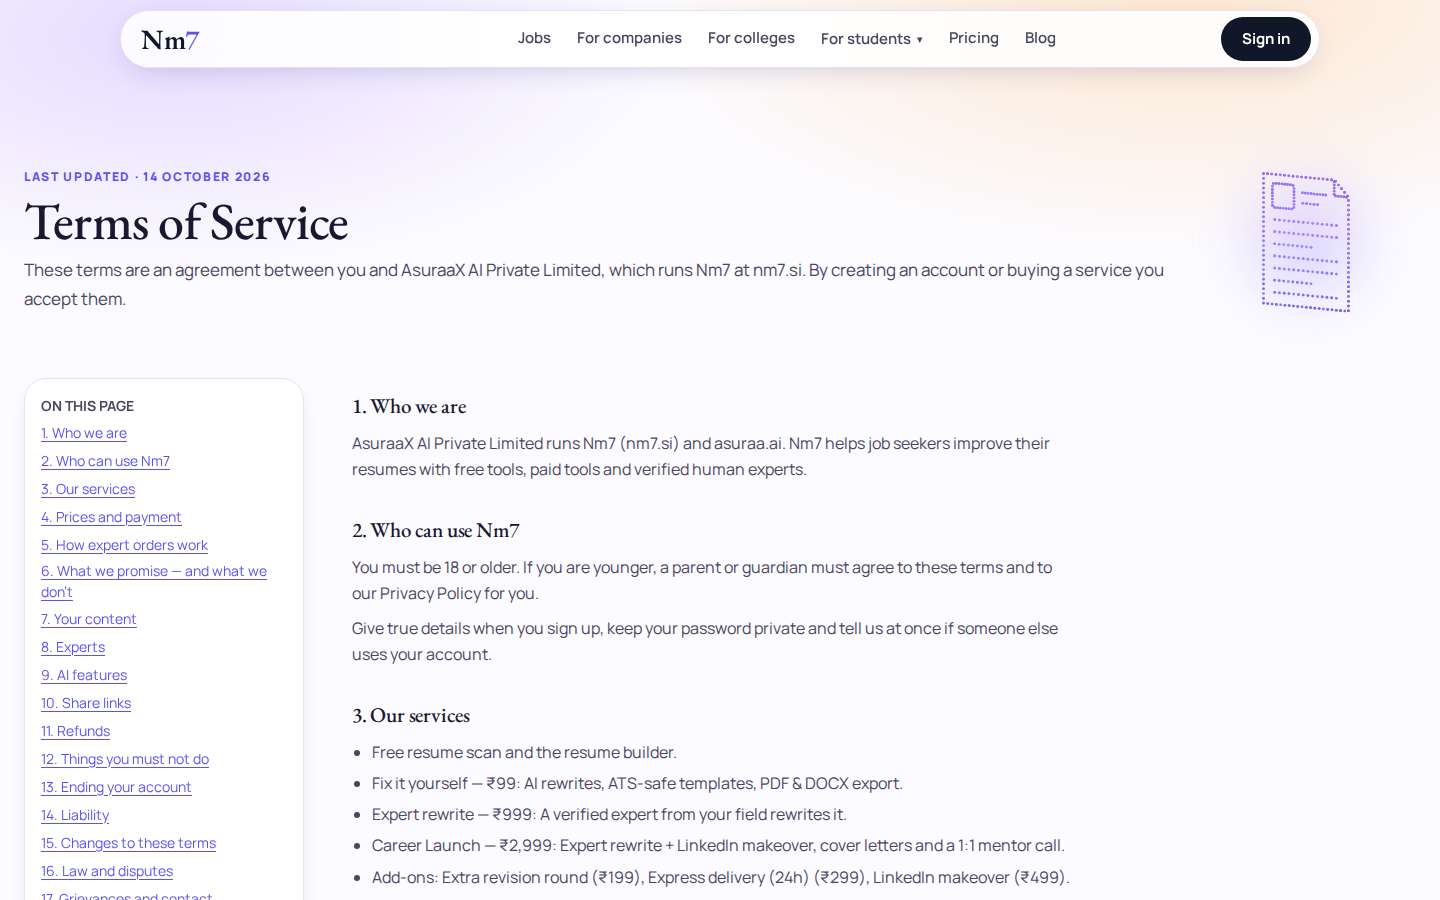 Nm7
Jobs
For companies
For colleges
For students ▾
Pricing
Blog
Sign in
LAST UPDATED · 14 OCTOBER 2026
Terms of Service
These terms are an agreement between you and AsuraaX AI Private Limited, which runs Nm7 at nm7.si. By creating an account or buying a service you
accept them.
ON THIS PAGE
1. Who we are
2. Who can use Nm7
3. Our services
4. Prices and payment
5. How expert orders work
6. What we promise — and what we
don't
7. Your content
8. Experts
9. AI features
10. Share links
11. Refunds
12. Things you must not do
13. Ending your account
14. Liability
15. Changes to these terms
16. Law and disputes
17. Grievances and contact
1. Who we are
AsuraaX AI Private Limited runs Nm7 (nm7.si) and asuraa.ai. Nm7 helps job seekers improve their
resumes with free tools, paid tools and verified human experts.
2. Who can use Nm7
You must be 18 or older. If you are younger, a parent or guardian must agree to these terms and to
our Privacy Policy for you.
Give true details when you sign up, keep your password private and tell us at once if someone else
uses your account.
3. Our services
• Free resume scan and the resume builder.
• Fix it yourself — ₹99: AI rewrites, ATS-safe templates, PDF & DOCX export.
• Expert rewrite — ₹999: A verified expert from your field rewrites it.
• Career Launch — ₹2,999: Expert rewrite + LinkedIn makeover, cover letters and a 1:1 mentor call.
• Add-ons: Extra revision round (₹199), Express delivery (24h) (₹299), LinkedIn makeover (₹499).